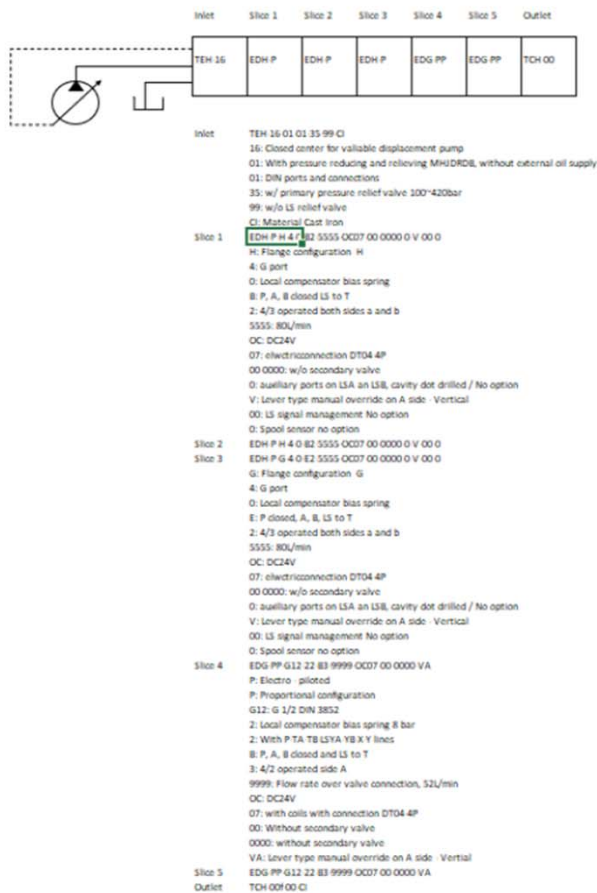 Inlet Slice 1 Slice 2 Slice 3 Slice 4 Slice 5 Outlet
TEH-16 EDH-P EDH-P EDH-P EDG-PP EDG-PP TCH-00
Inlet TEH-16 01 01 35-99-CI
16: Closed center for valiable displacement pump
01: With pressure reducing and relieving MHJDRDB, without external oil supply
01: DIN ports and connections
35: w/ primary pressure relief valve 100~420bar
99: w/o LS relief valve
CI: Material Cast Iron
Slice 1 EDH-P H 4 0 B2 5555 OC07 00 0000 0 V 00 0
H: Flange configuration H
4: G port
0: Local compensator bias spring
B: P, A, B closed LS to T
2: 4/3 operated both sides a and b
5555: 80L/min
OC: DC24V
07: elwctricconnection DT04-4P
00 0000: w/o secondary valve
0: auxiliary ports on LSA an LSB, cavity dot drilled / No option
V: Lever type manual override on A side - Vertical
00: LS signal management No option
0: Spool sensor no option
Slice 2 EDH-P H 4 0 B2 5555 OC07 00 0000 0 V 00 0
Slice 3 EDH-P G 4 0 E2 5555 OC07 00 0000 0 V 00 0
G: Flange configuration G
4: G port
0: Local compensator bias spring
E: P closed, A, B, LS to T
2: 4/3 operated both sides a and b
5555: 80L/min
OC: DC24V
07: elwctricconnection DT04-4P
00 0000: w/o secondary valve
0: auxiliary ports on LSA an LSB, cavity dot drilled / No option
V: Lever type manual override on A side - Vertical
00: LS signal management No option
0: Spool sensor no option
Slice 4 EDG-PP G12 22 B3 9999 OC07 00 0000 VA
P: Electro - piloted
P: Proportional configuration
G12: G 1/2 DIN 3852
2: Local compensator bias spring 8 bar
2: With P-TA-TB-LSYA-YB-X-Y lines
B: P, A, B closed and LS to T
3: 4/2 operated side A
9999: Flow rate over valve connection, 52L/min
OC: DC24V
07: with coils with connection DT04-4P
00: Without secondary valve
0000: without secondary valve
VA: Lever type manual override on A side - Vertial
Slice 5 EDG-PP G12 22 B3 9999 OC07 00 0000 VA
Outlet TCH 00f 00 CI